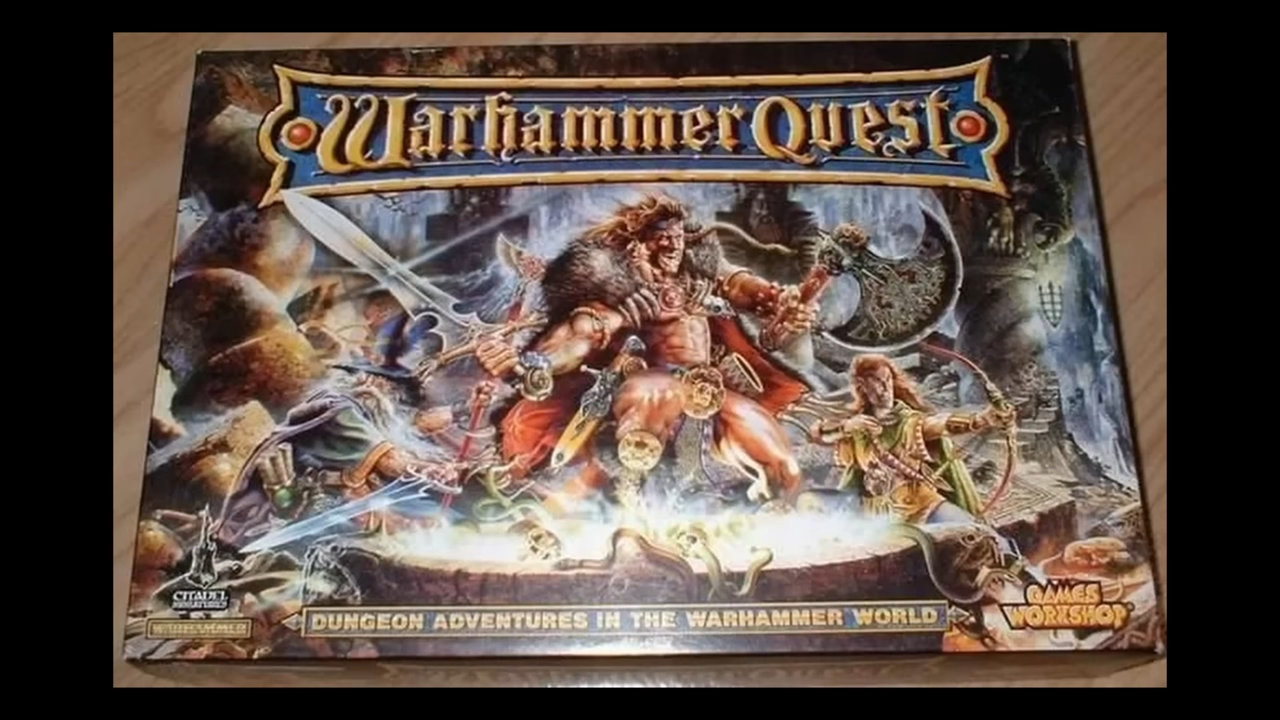 Warhammer Quest
CITADEL
MINIATURES
DUNGEON ADVENTURES IN THE WARHAMMER WORLD
GAMES
WORKSHOP